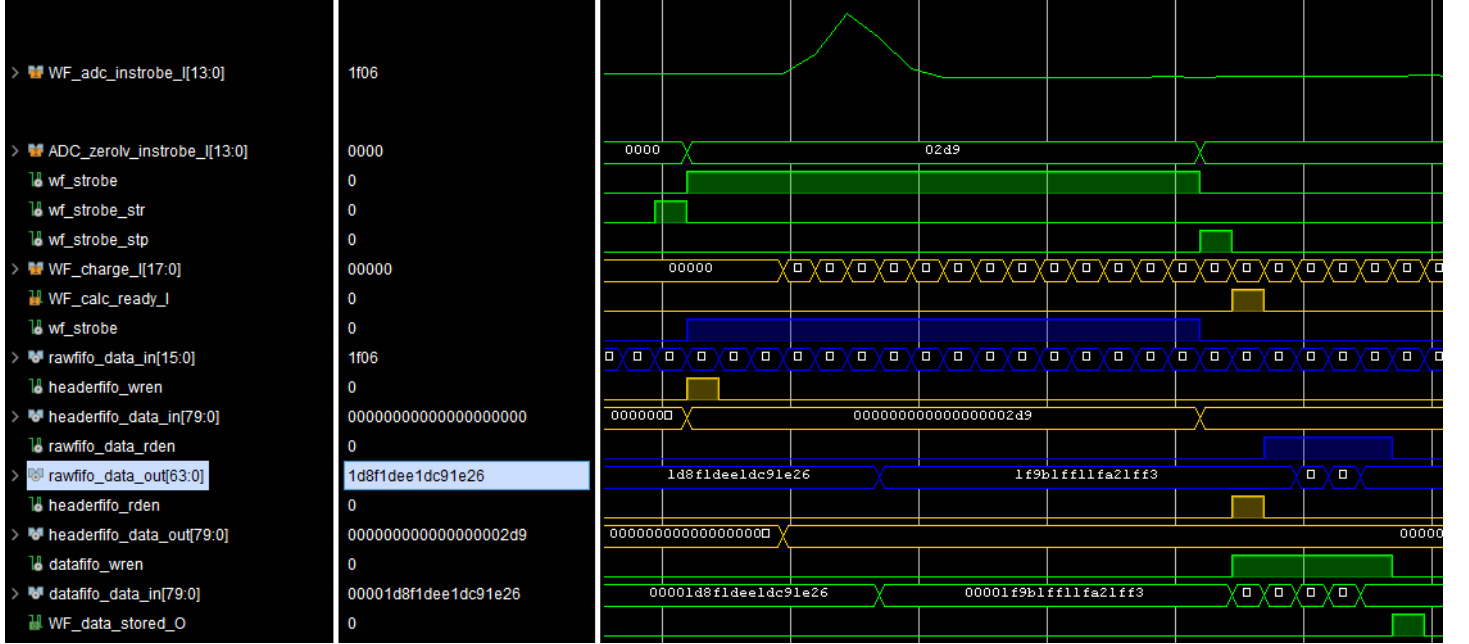 WF_adc_instrobe_I[13:0] 1f06
ADC_zerolv_instrobe_I[13:0] 0000 0000 02d9
wf_strobe 0
wf_strobe_str 0
wf_strobe_stp 0
WF_charge_I[17:0] 00000 00000
WF_calc_ready_I 0
wf_strobe 0
rawfifo_data_in[15:0] 1f06
headerfifo_wren 0
headerfifo_data_in[79:0] 00000000000000000000 000000 000000000000000002d9
rawfifo_data_rden 0
rawfifo_data_out[63:0] 1d8f1dee1dc91e26 1d8f1dee1dc91e26 1f9b1ff11fa21ff3
headerfifo_rden 0
headerfifo_data_out[79:0] 000000000000000002d9 00000000000000000 00000
datafifo_wren 0
datafifo_data_in[79:0] 00001d8f1dee1dc91e26 00001d8f1dee1dc91e26 00001f9b1ff11fa21ff3
WF_data_stored_O 0